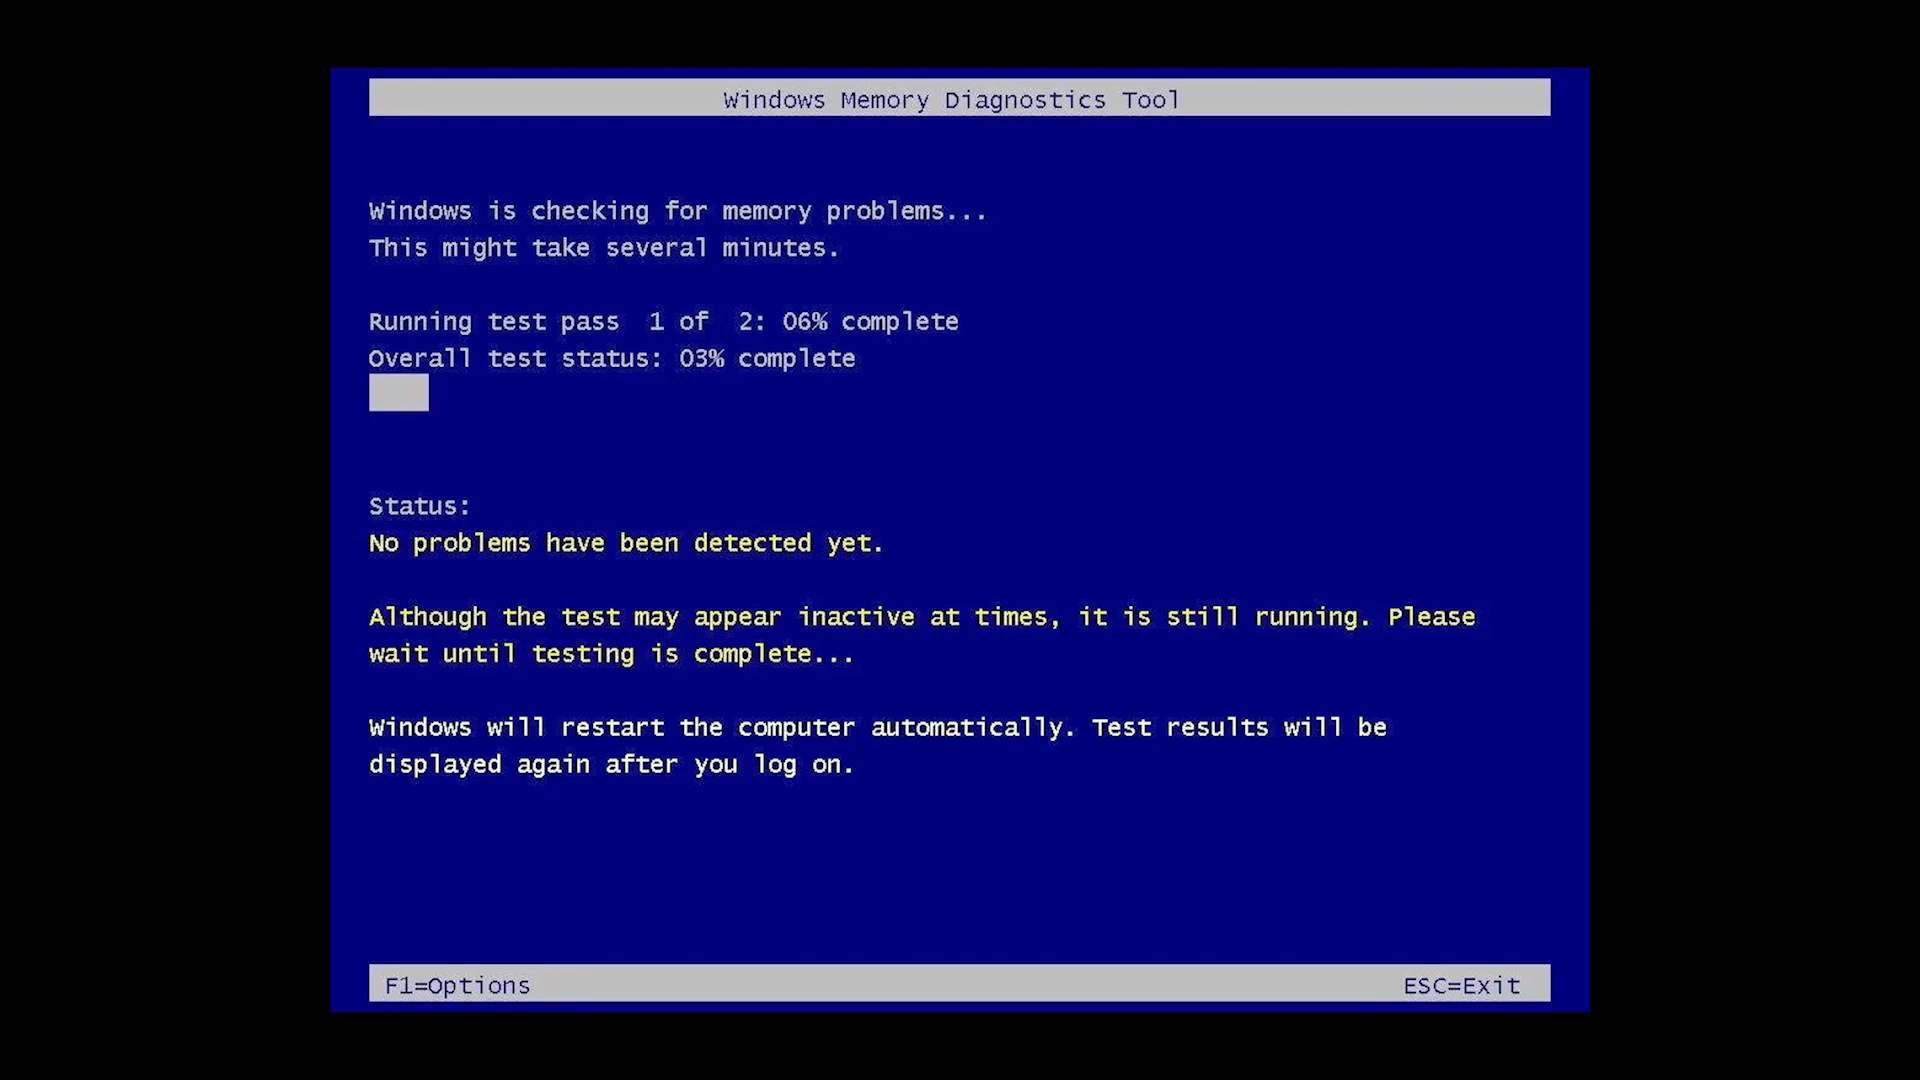 Windows Memory Diagnostics Tool
Windows is checking for memory problems...
This might take several minutes.
Running test pass  1 of  2: 06% complete
Overall test status: 03% complete
Status:
No problems have been detected yet.
Although the test may appear inactive at times, it is still running. Please
wait until testing is complete...
Windows will restart the computer automatically. Test results will be
displayed again after you log on.
F1=Options ESC=Exit